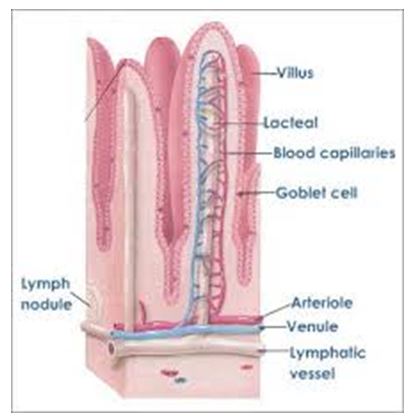 Villus
Lacteal
Blood capillaries
Goblet cell
Lymph
nodule
Arteriole
Venule
Lymphatic
vessel